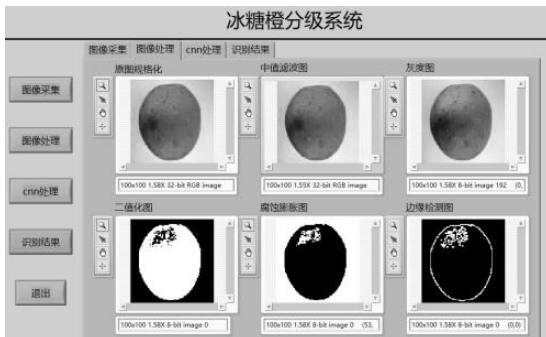 冰糖橙分级系统
图像采集 图像处理 cnn处理 识别结果
原图规格化 中值滤波图 灰度图
图像采集
图像处理
cnn处理
识别结果
退出
100x100 1.58X 32-bit RGB image 100x100 1.55X 32-bit RGB image 100x100 1.58X 8-bit image 192 (0,
二值化图 腐蚀膨胀图 边缘检测图
100x100 1.58X 8-bit image 0 100x100 1.58X 8-bit image 0 (53, 100x100 1.58X 8-bit image 0 (0,0)